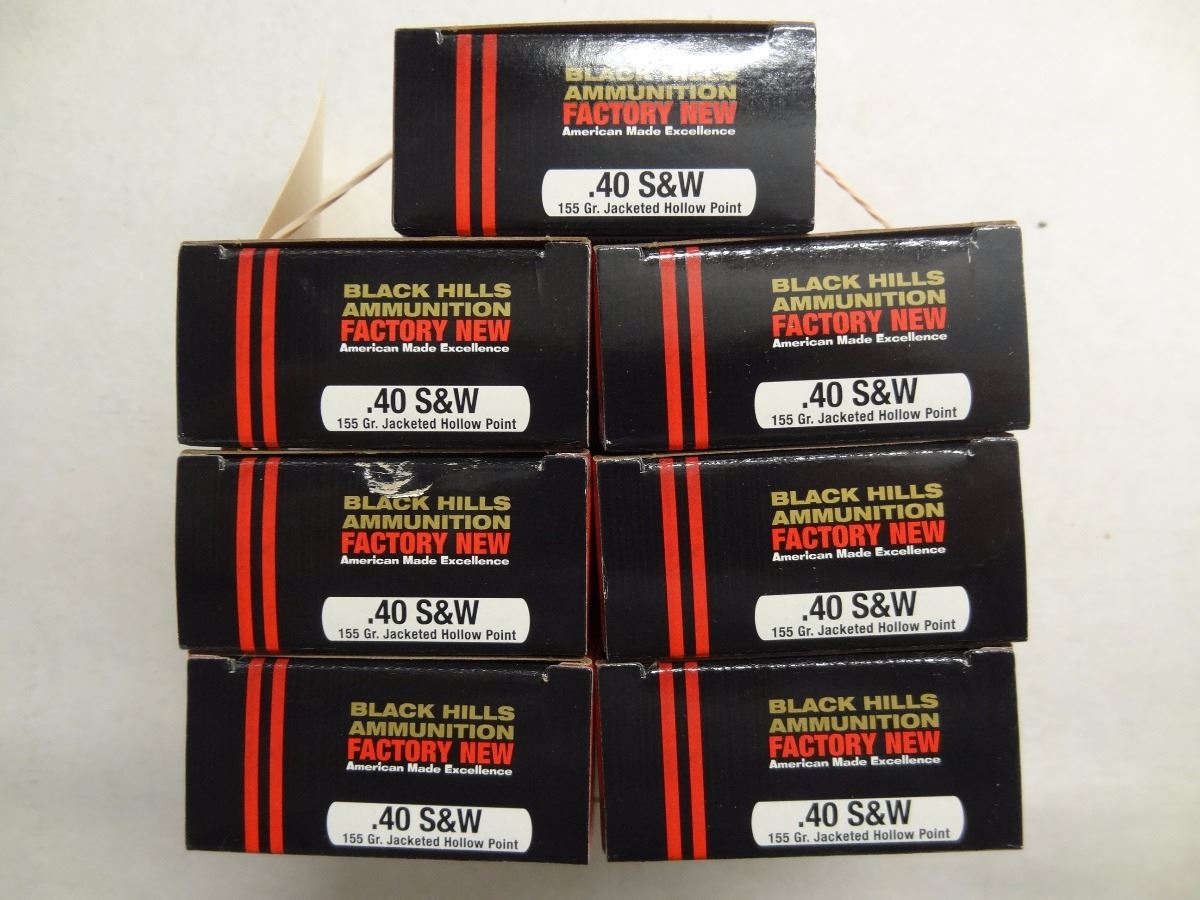 BLACK HILLS
AMMUNITION
FACTORY NEW
American Made Excellence
.40 S&W
155 Gr. Jacketed Hollow Point
BLACK HILLS
AMMUNITION
FACTORY NEW
American Made Excellence
.40 S&W
155 Gr. Jacketed Hollow Point
BLACK HILLS
AMMUNITION
FACTORY NEW
American Made Excellence
.40 S&W
155 Gr. Jacketed Hollow Point
BLACK HILLS
AMMUNITION
FACTORY NEW
American Made Excellence
.40 S&W
155 Gr. Jacketed Hollow Point
BLACK HILLS
AMMUNITION
FACTORY NEW
American Made Excellence
.40 S&W
155 Gr. Jacketed Hollow Point
BLACK HILLS
AMMUNITION
FACTORY NEW
American Made Excellence
.40 S&W
155 Gr. Jacketed Hollow Point
BLACK HILLS
AMMUNITION
FACTORY NEW
American Made Excellence
.40 S&W
155 Gr. Jacketed Hollow Point